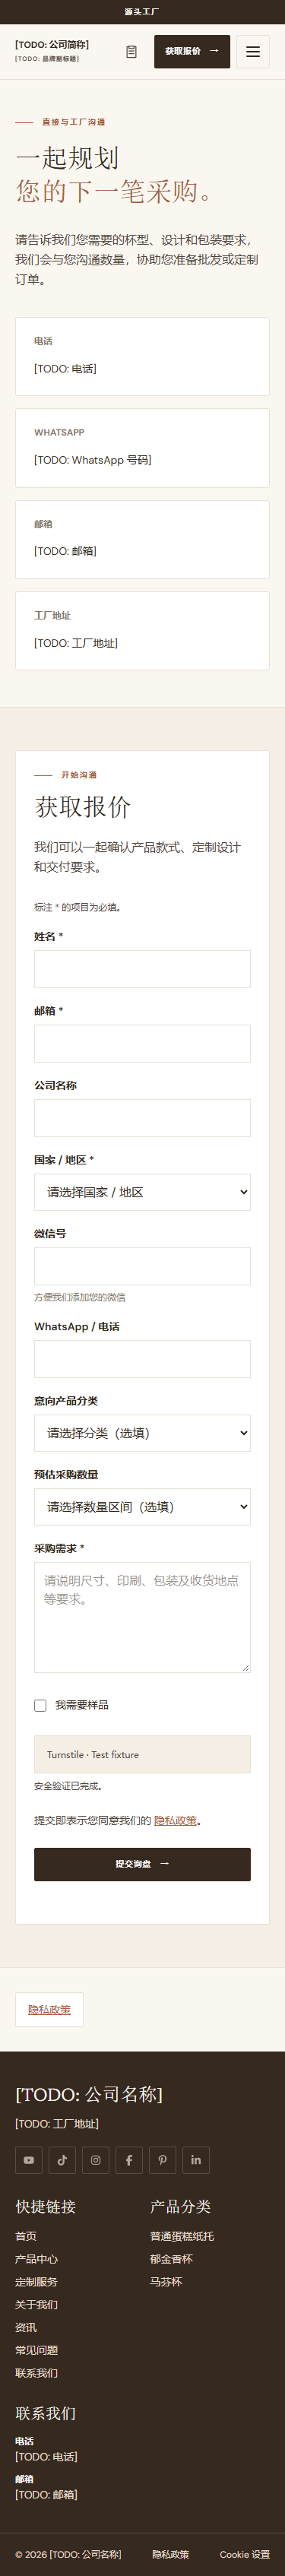 源头工厂
[TODO: 公司简称]
[TODO: 品牌副标题]
获取报价 →
直接与工厂沟通
一起规划
您的下一笔采购。
请告诉我们您需要的杯型、设计和包装要求，
我们会与您沟通数量，协助您准备批发或定制
订单。
电话
[TODO: 电话]
WHATSAPP
[TODO: WhatsApp 号码]
邮箱
[TODO: 邮箱]
工厂地址
[TODO: 工厂地址]
开始沟通
获取报价
我们可以一起确认产品款式、定制设计
和交付要求。
标注 * 的项目为必填。
姓名 *
邮箱 *
公司名称
国家 / 地区 *
请选择国家 / 地区
微信号
方便我们添加您的微信
WhatsApp / 电话
意向产品分类
请选择分类（选填）
预估采购数量
请选择数量区间（选填）
采购需求 *
请说明尺寸、印刷、包装及收货地点
等要求。
我需要样品
Turnstile · Test fixture
安全验证已完成。
提交即表示您同意我们的 隐私政策。
提交询盘 →
隐私政策
[TODO: 公司名称]
[TODO: 工厂地址]
快捷链接
产品分类
首页
普通蛋糕纸托
产品中心
郁金香杯
定制服务
马芬杯
关于我们
资讯
常见问题
联系我们
联系我们
电话
[TODO: 电话]
邮箱
[TODO: 邮箱]
© 2026 [TODO: 公司名称]
隐私政策
Cookie 设置